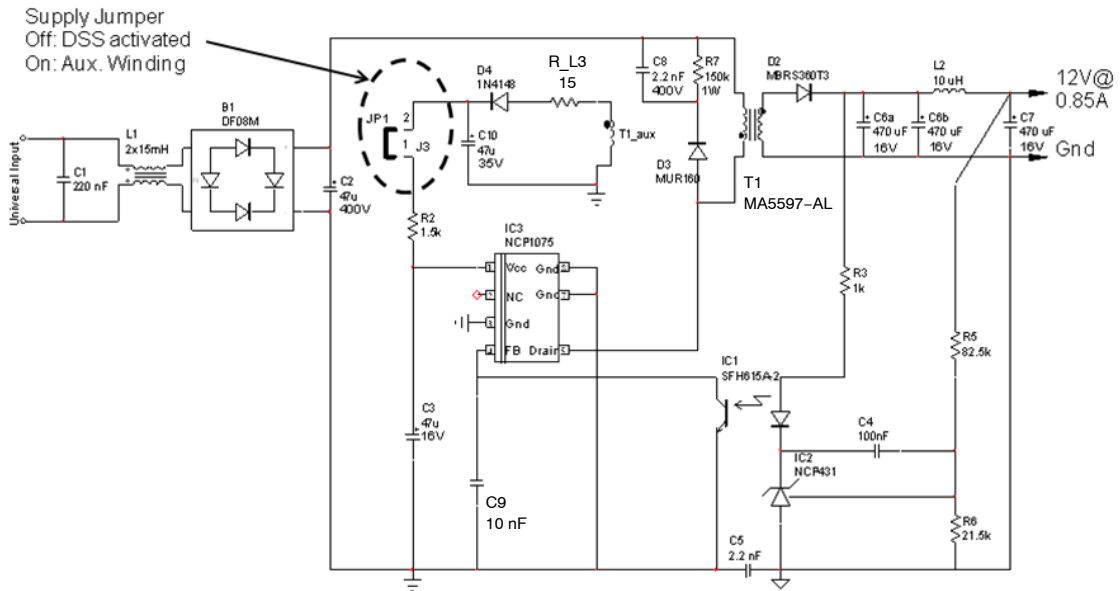 Supply Jumper
Off: DSS activated
On: Aux. Winding
D4
1N4148
R_L3
15
C8
2.2 nF
400V
R7
150k
1W
D2
MBRS360T3
L2
10 uH
12V@
0.85A
B1
DF08M
JP1
2
1
J3
C10
47u
35V
T1_aux
C6a
470 uF
16V
C6b
470 uF
16V
C7
470 uF
16V
Gnd
L1
2x15mH
Universal Input
C1
220 nF
C2
47u
400V
D3
MUR160
T1
MA5597-AL
R2
1.5k
IC3
NCP1075
Vcc
Gnd
NC
Gnd
Gnd
FB
Drain
R3
1k
R5
82.5k
IC1
SFH615A-2
C3
47u
16V
C4
100nF
IC2
NCP431
C9
10 nF
R6
21.5k
C5
2.2 nF